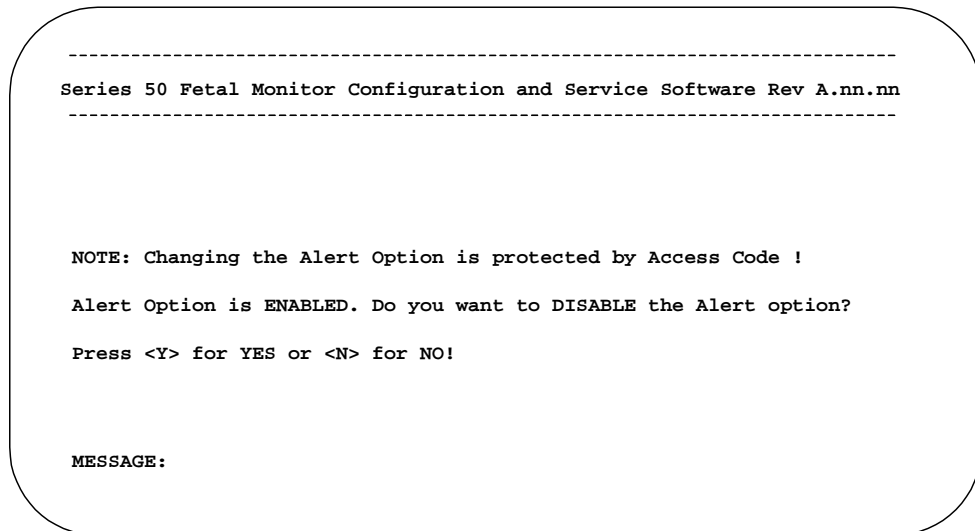 --------------------------------------------------------------------------------
Series 50 Fetal Monitor Configuration and Service Software Rev A.nn.nn
--------------------------------------------------------------------------------
NOTE: Changing the Alert Option is protected by Access Code !
Alert Option is ENABLED. Do you want to DISABLE the Alert option?
Press <Y> for YES or <N> for NO!
MESSAGE: